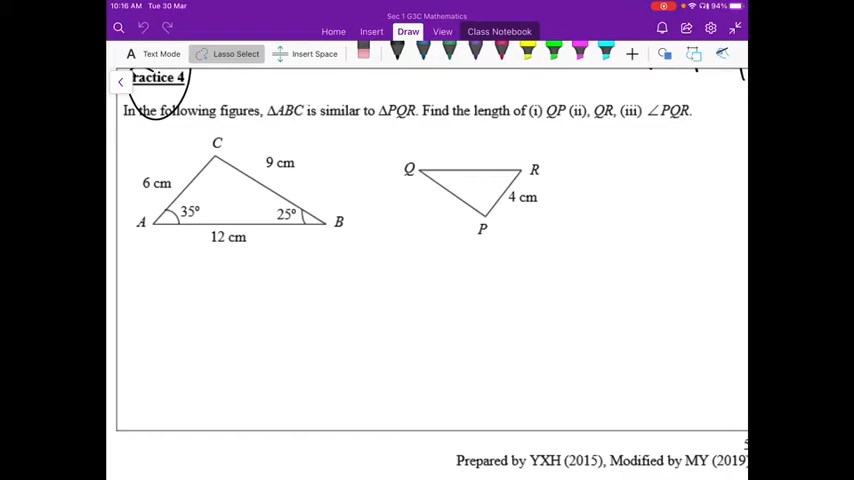 10:16 AM Tue 30 Mar
94%
Sec 1 G3C Mathematics
Home Insert Draw View Class Notebook
A Text Mode Lasso Select Insert Space
ractice 4
In the following figures, ΔABC is similar to ΔPQR. Find the length of (i) QP (ii), QR, (iii) ∠PQR.
C
9 cm
Q R
6 cm
4 cm
35° 25°
A B
P
12 cm
Prepared by YXH (2015), Modified by MY (2019)